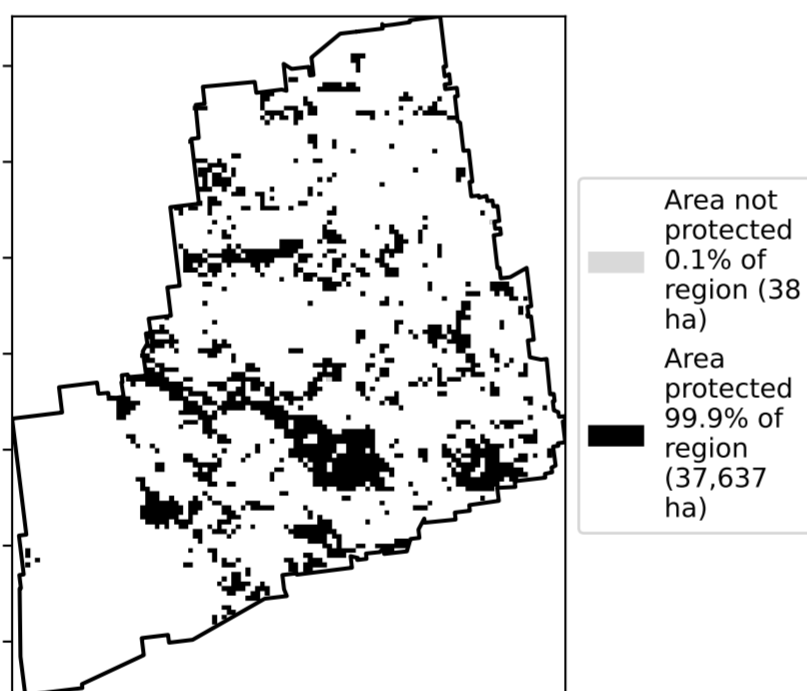 Area not
protected
0.1% of
region (38
ha)
Area
protected
99.9% of
region
(37,637
ha)